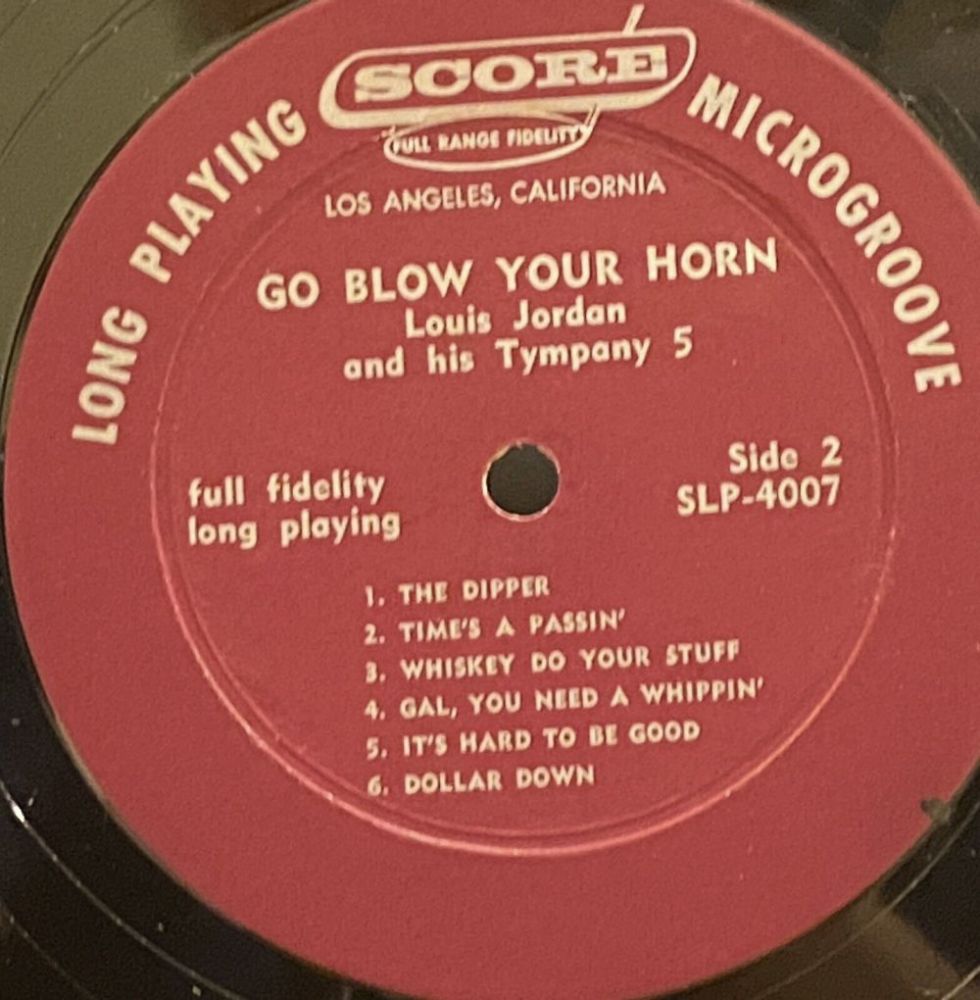 SCORE
FULL RANGE FIDELITY
LONG PLAYING MICROGROOVE
LOS ANGELES, CALIFORNIA
GO BLOW YOUR HORN
Louis Jordan
and his Tympany 5
full fidelity
long playing
Side 2
SLP-4007
1. THE DIPPER
2. TIME'S A PASSIN'
3. WHISKEY DO YOUR STUFF
4. GAL, YOU NEED A WHIPPIN'
5. IT'S HARD TO BE GOOD
6. DOLLAR DOWN